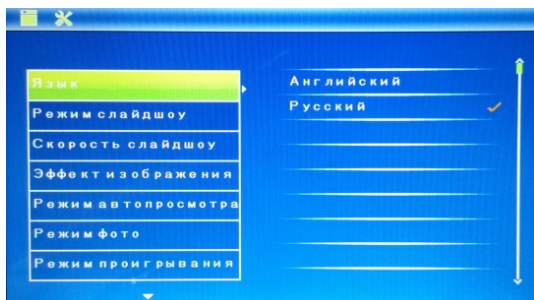 Язык
Режим слайдшоу
Скорость слайдшоу
Эффект изображения
Режим автопросмотра
Режим фото
Режим проигрывания
Английский
Русский